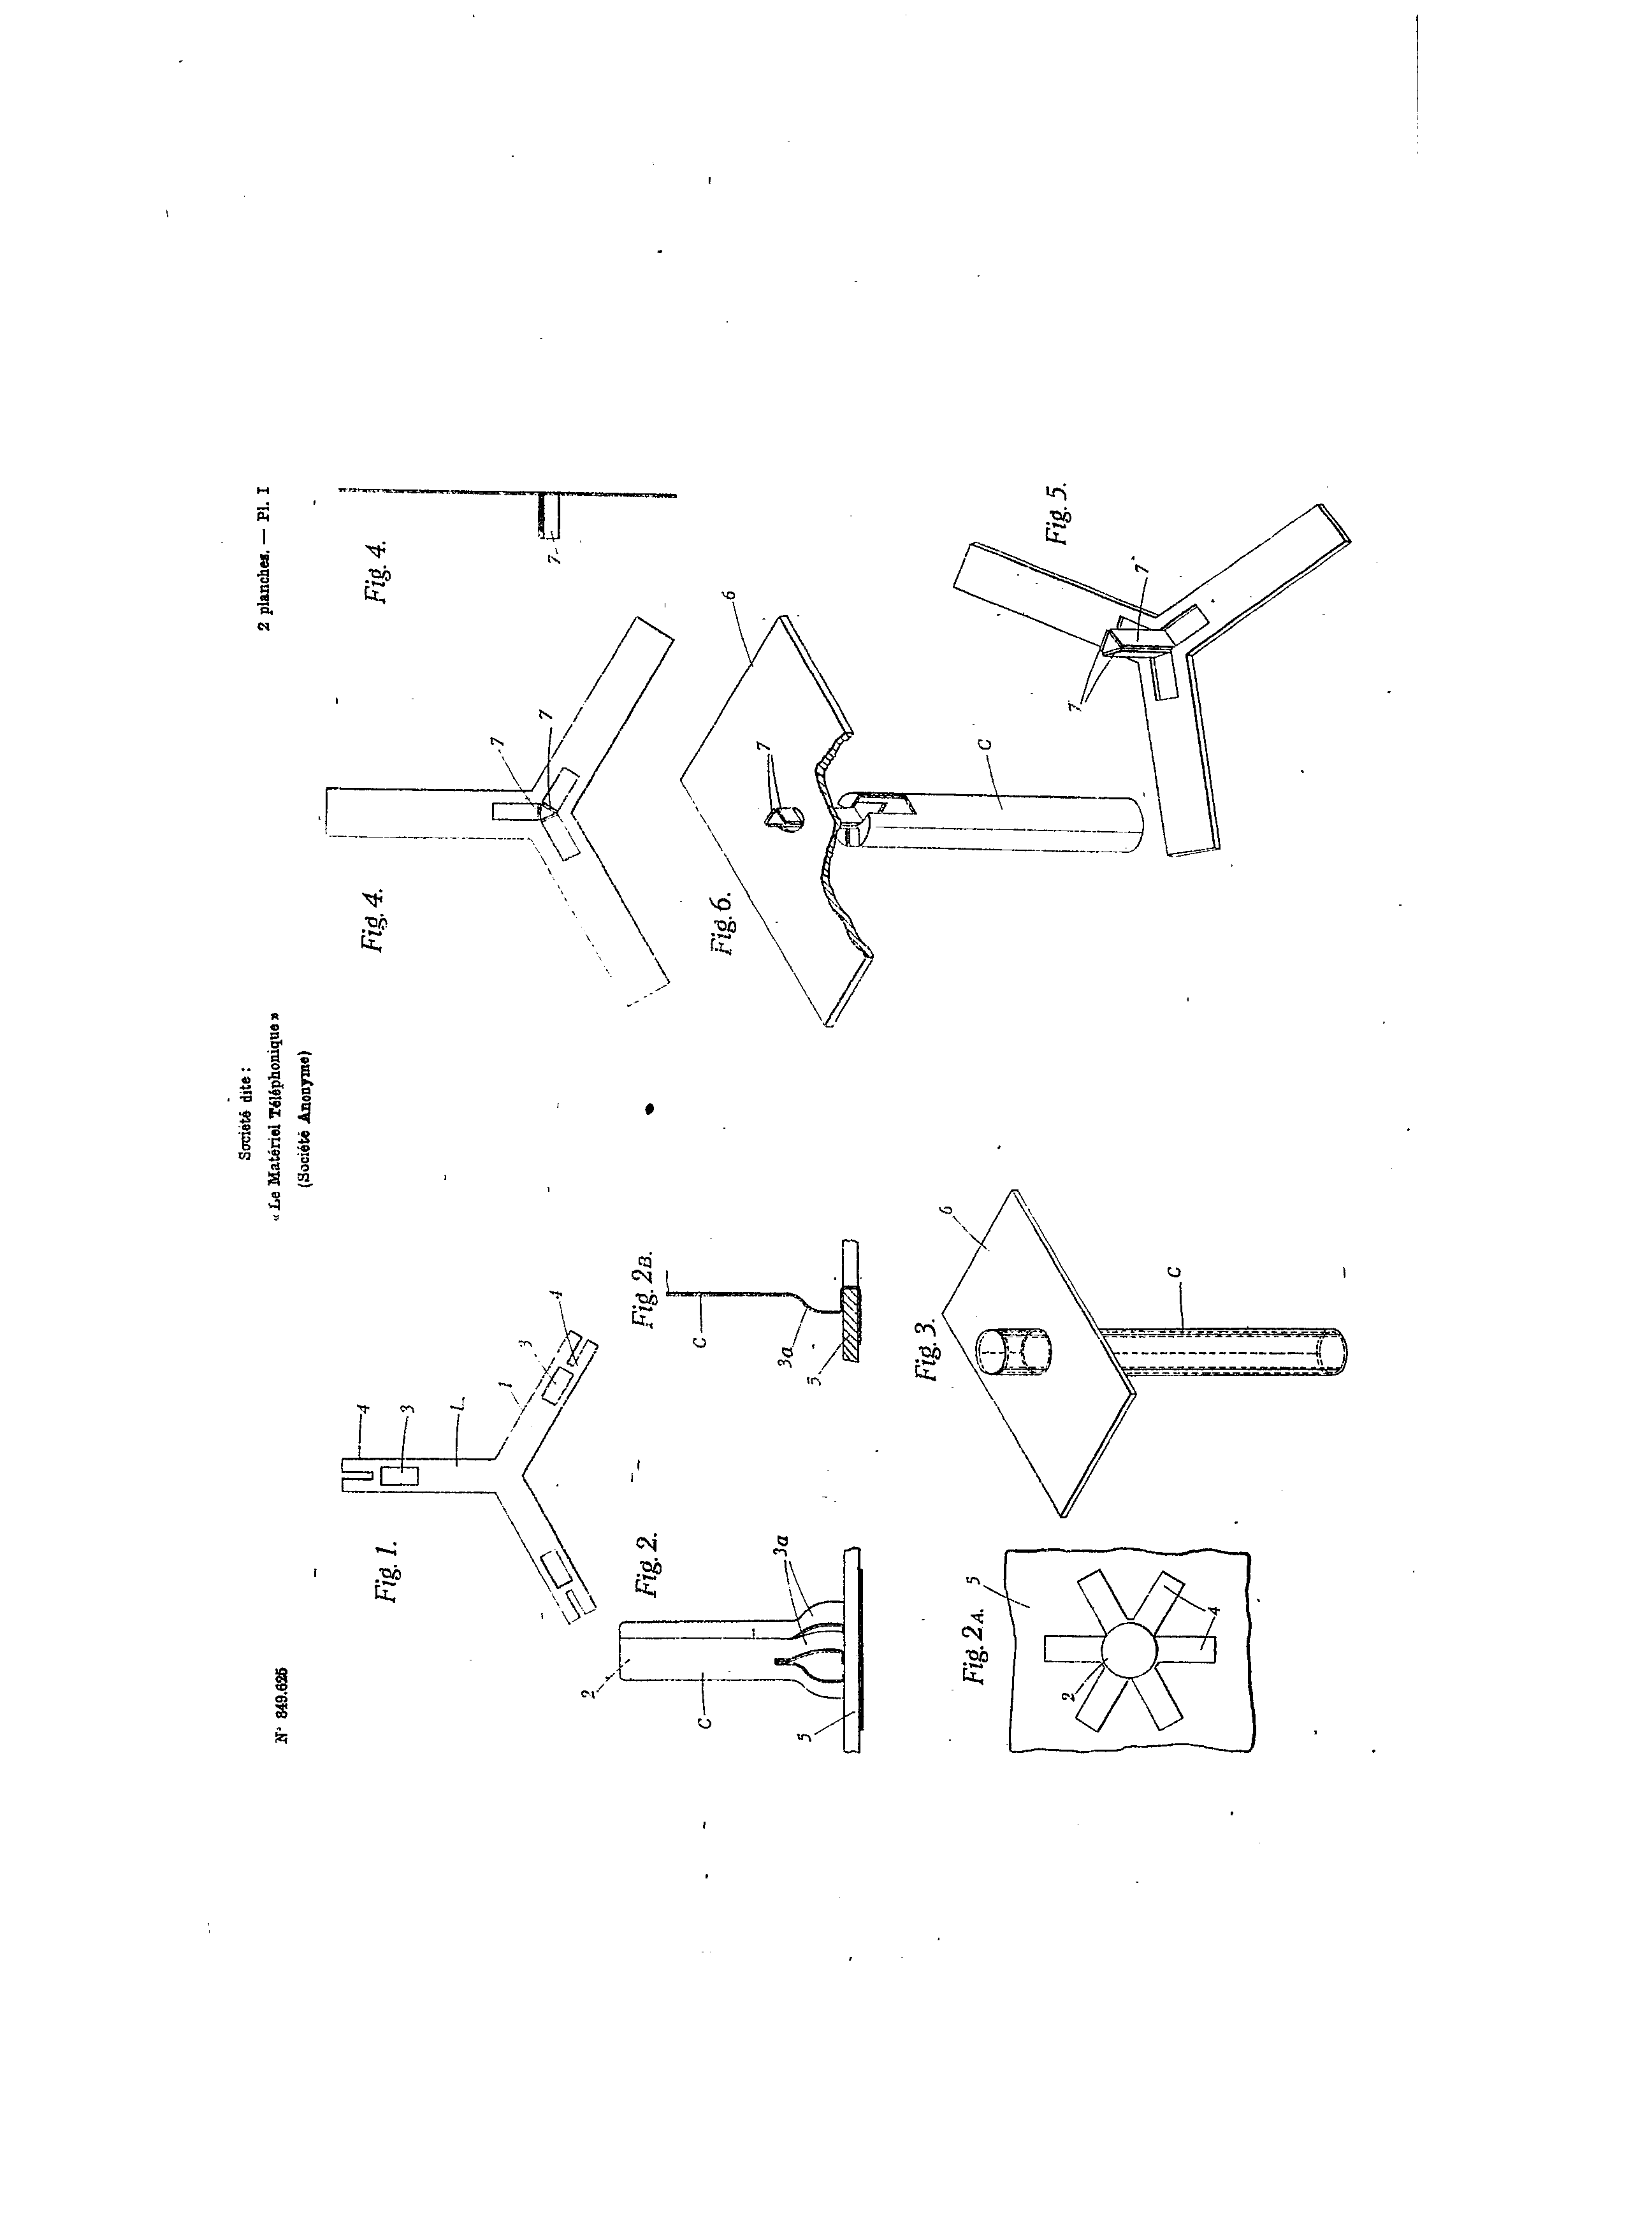 N° 849.625
Société dite :
« Le Matériel Téléphonique »
(Société Anonyme)
2 planches. — Pl. I
Fig. 1.
4
3
1
1
3
4
Fig. 4.
7
7
Fig. 4.
7
Fig. 2.
2
C
3a
5
Fig. 2B.
C
3a
5
Fig. 6.
6
7
C
Fig. 2A.
5
2
4
Fig. 3.
6
C
Fig. 5.
7
7